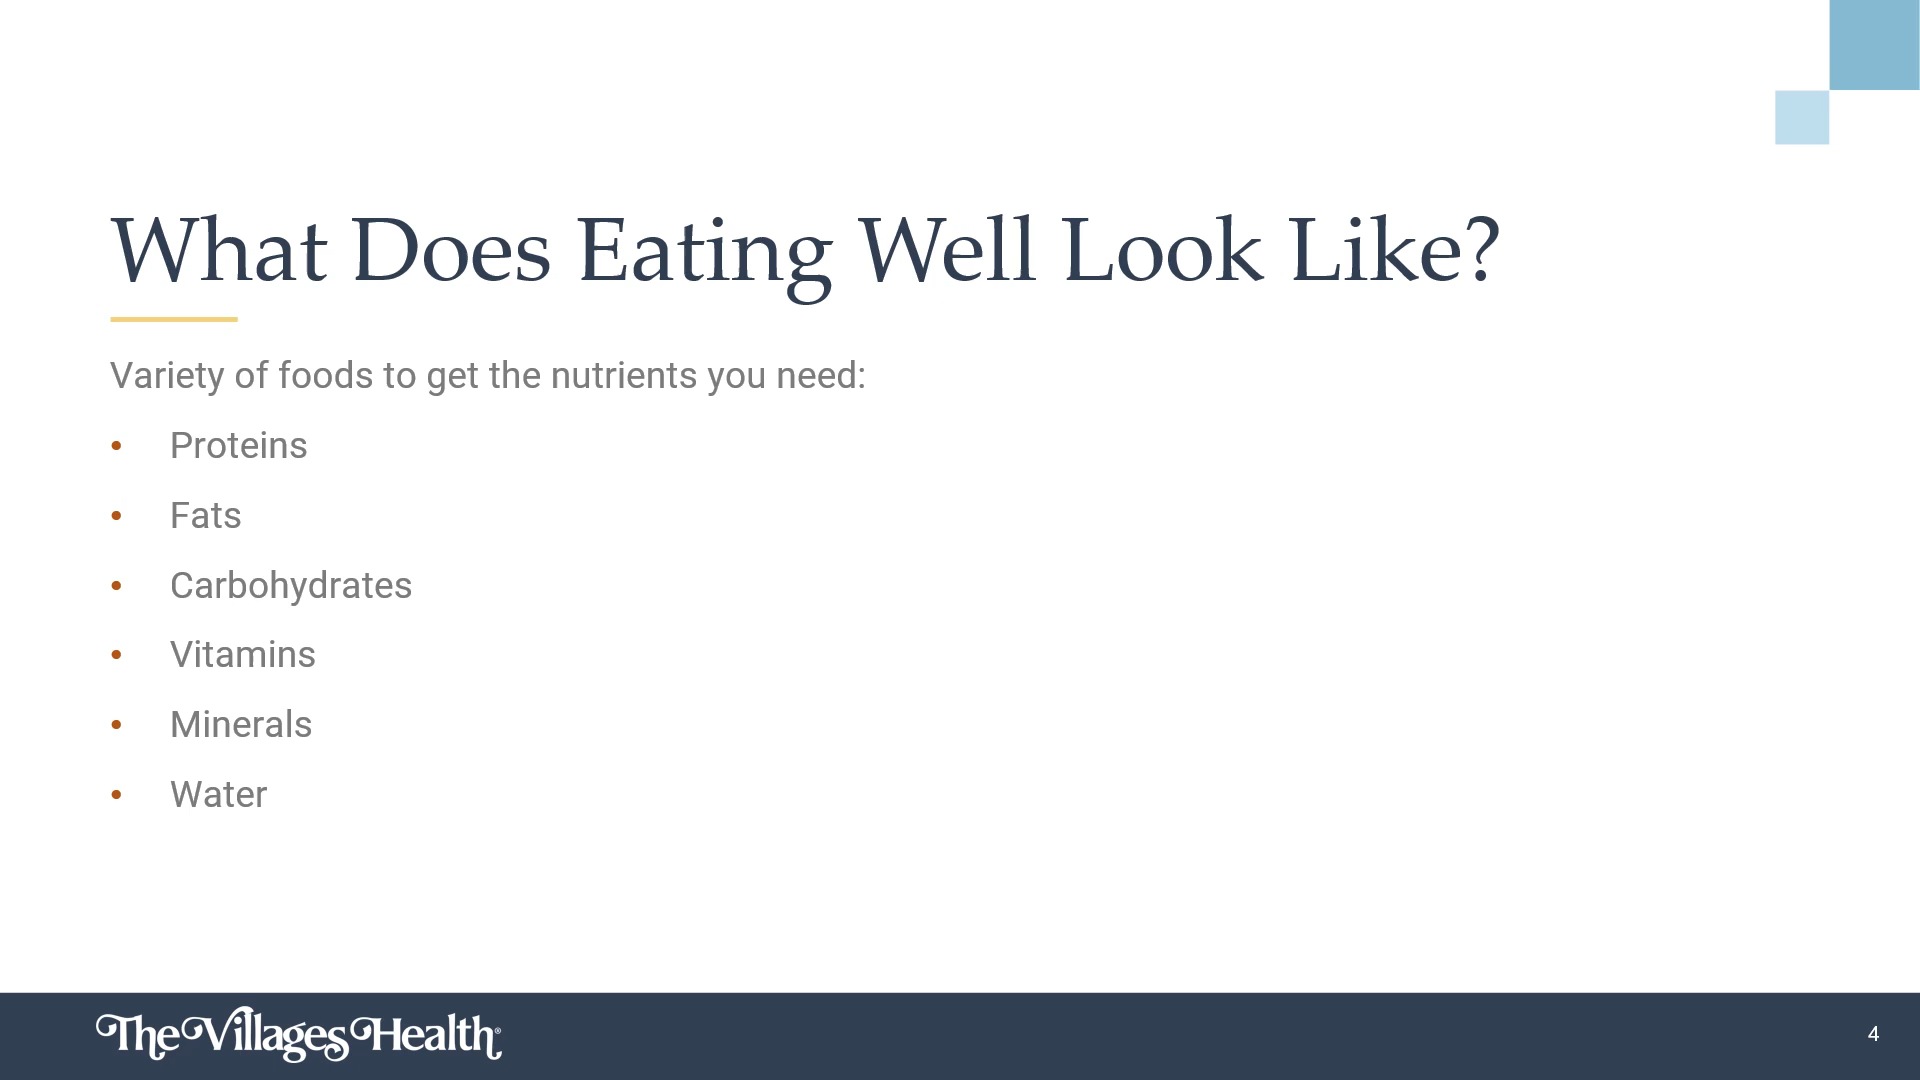 What Does Eating Well Look Like?
Variety of foods to get the nutrients you need:
• Proteins
• Fats
• Carbohydrates
• Vitamins
• Minerals
• Water
The Villages Health®
4